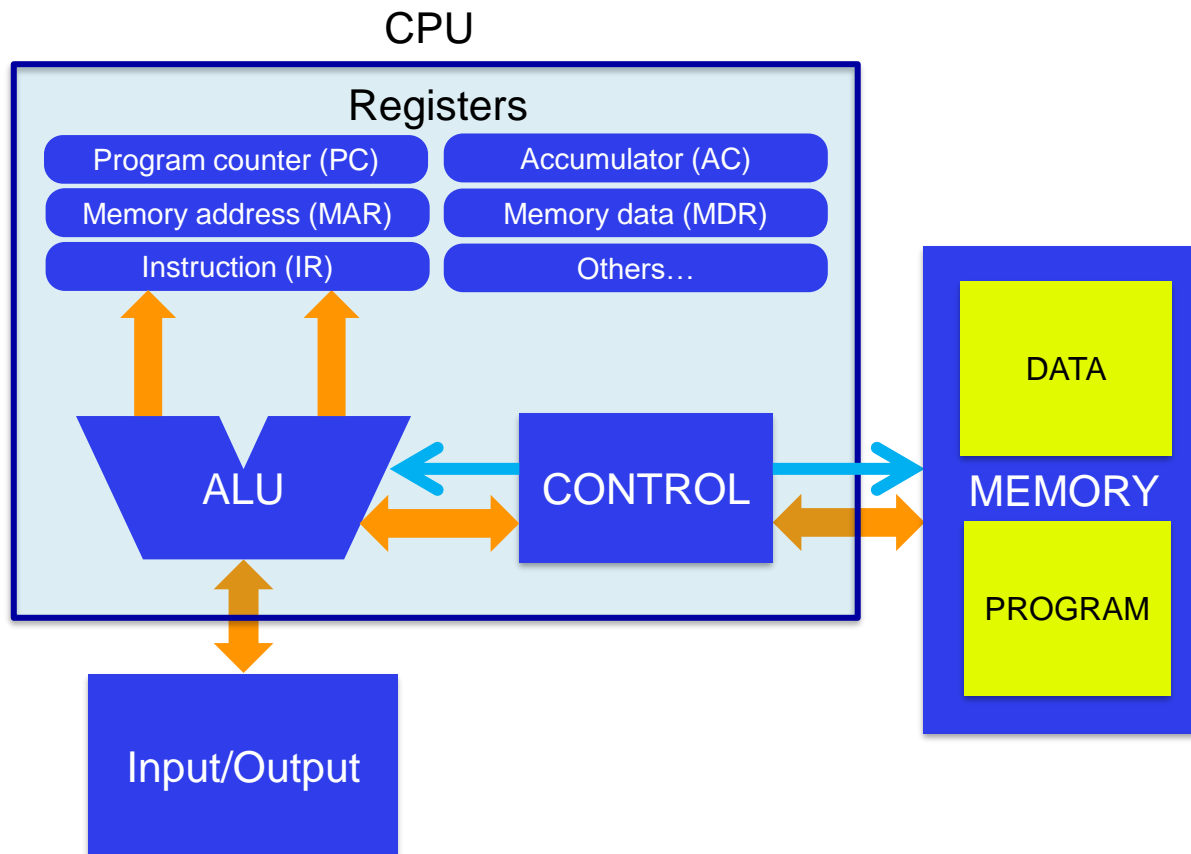 CPU
Registers
Program counter (PC)
Accumulator (AC)
Memory address (MAR)
Memory data (MDR)
Instruction (IR)
Others…
DATA
ALU
CONTROL
MEMORY
PROGRAM
Input/Output